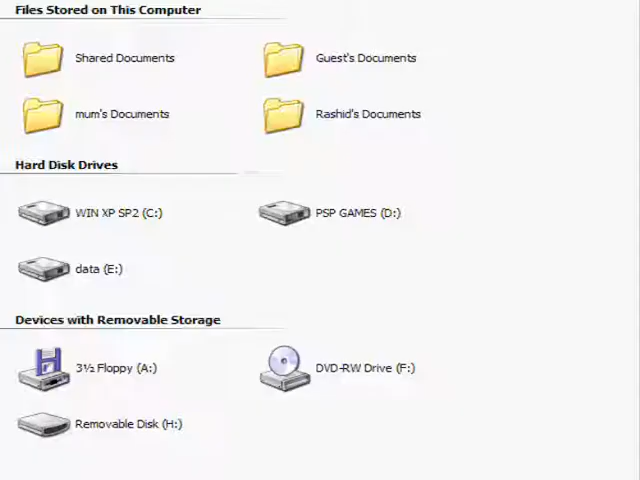 Files Stored on This Computer
Shared Documents
Guest's Documents
mum's Documents
Rashid's Documents
Hard Disk Drives
WIN XP SP2 (C:)
PSP GAMES (D:)
data (E:)
Devices with Removable Storage
3½ Floppy (A:)
DVD-RW Drive (F:)
Removable Disk (H:)